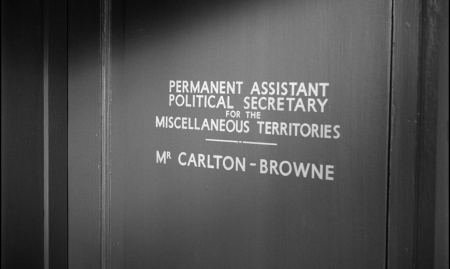 PERMANENT ASSISTANT
POLITICAL SECRETARY
FOR THE
MISCELLANEOUS TERRITORIES
MR CARLTON-BROWNE